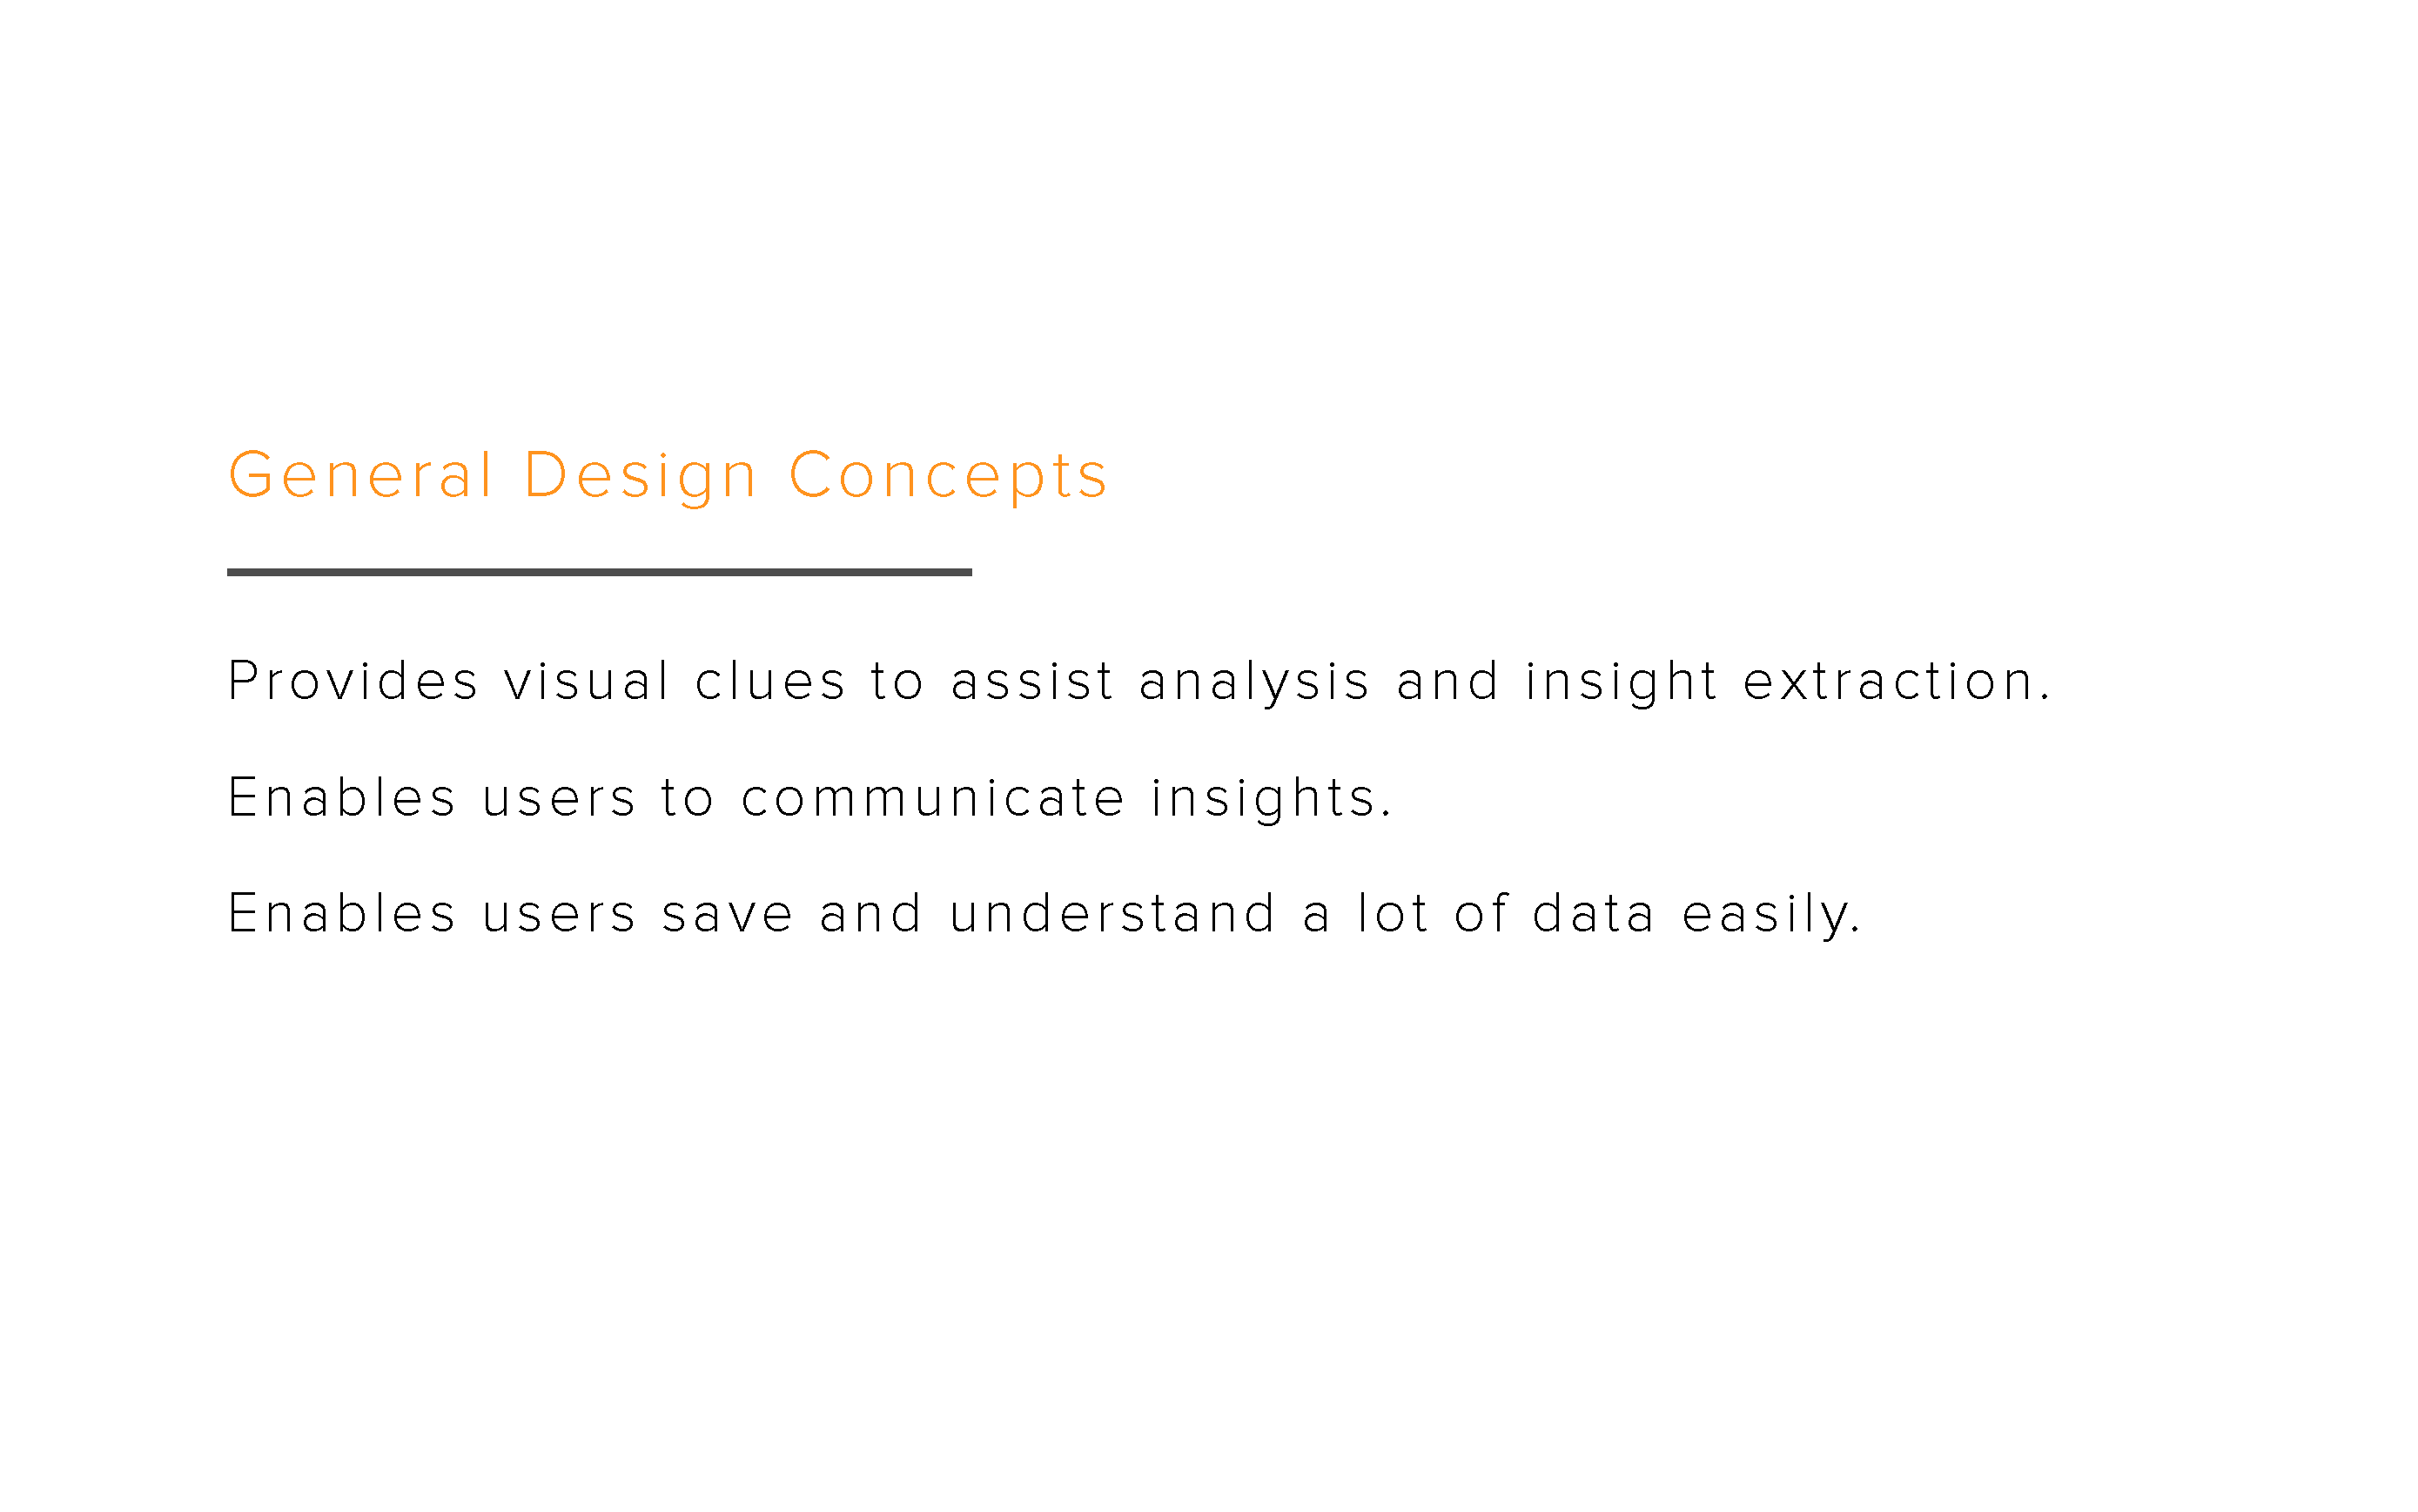 General Design Concepts
Provides visual clues to assist analysis and insight extraction.
Enables users to communicate insights.
Enables users save and understand a lot of data easily.